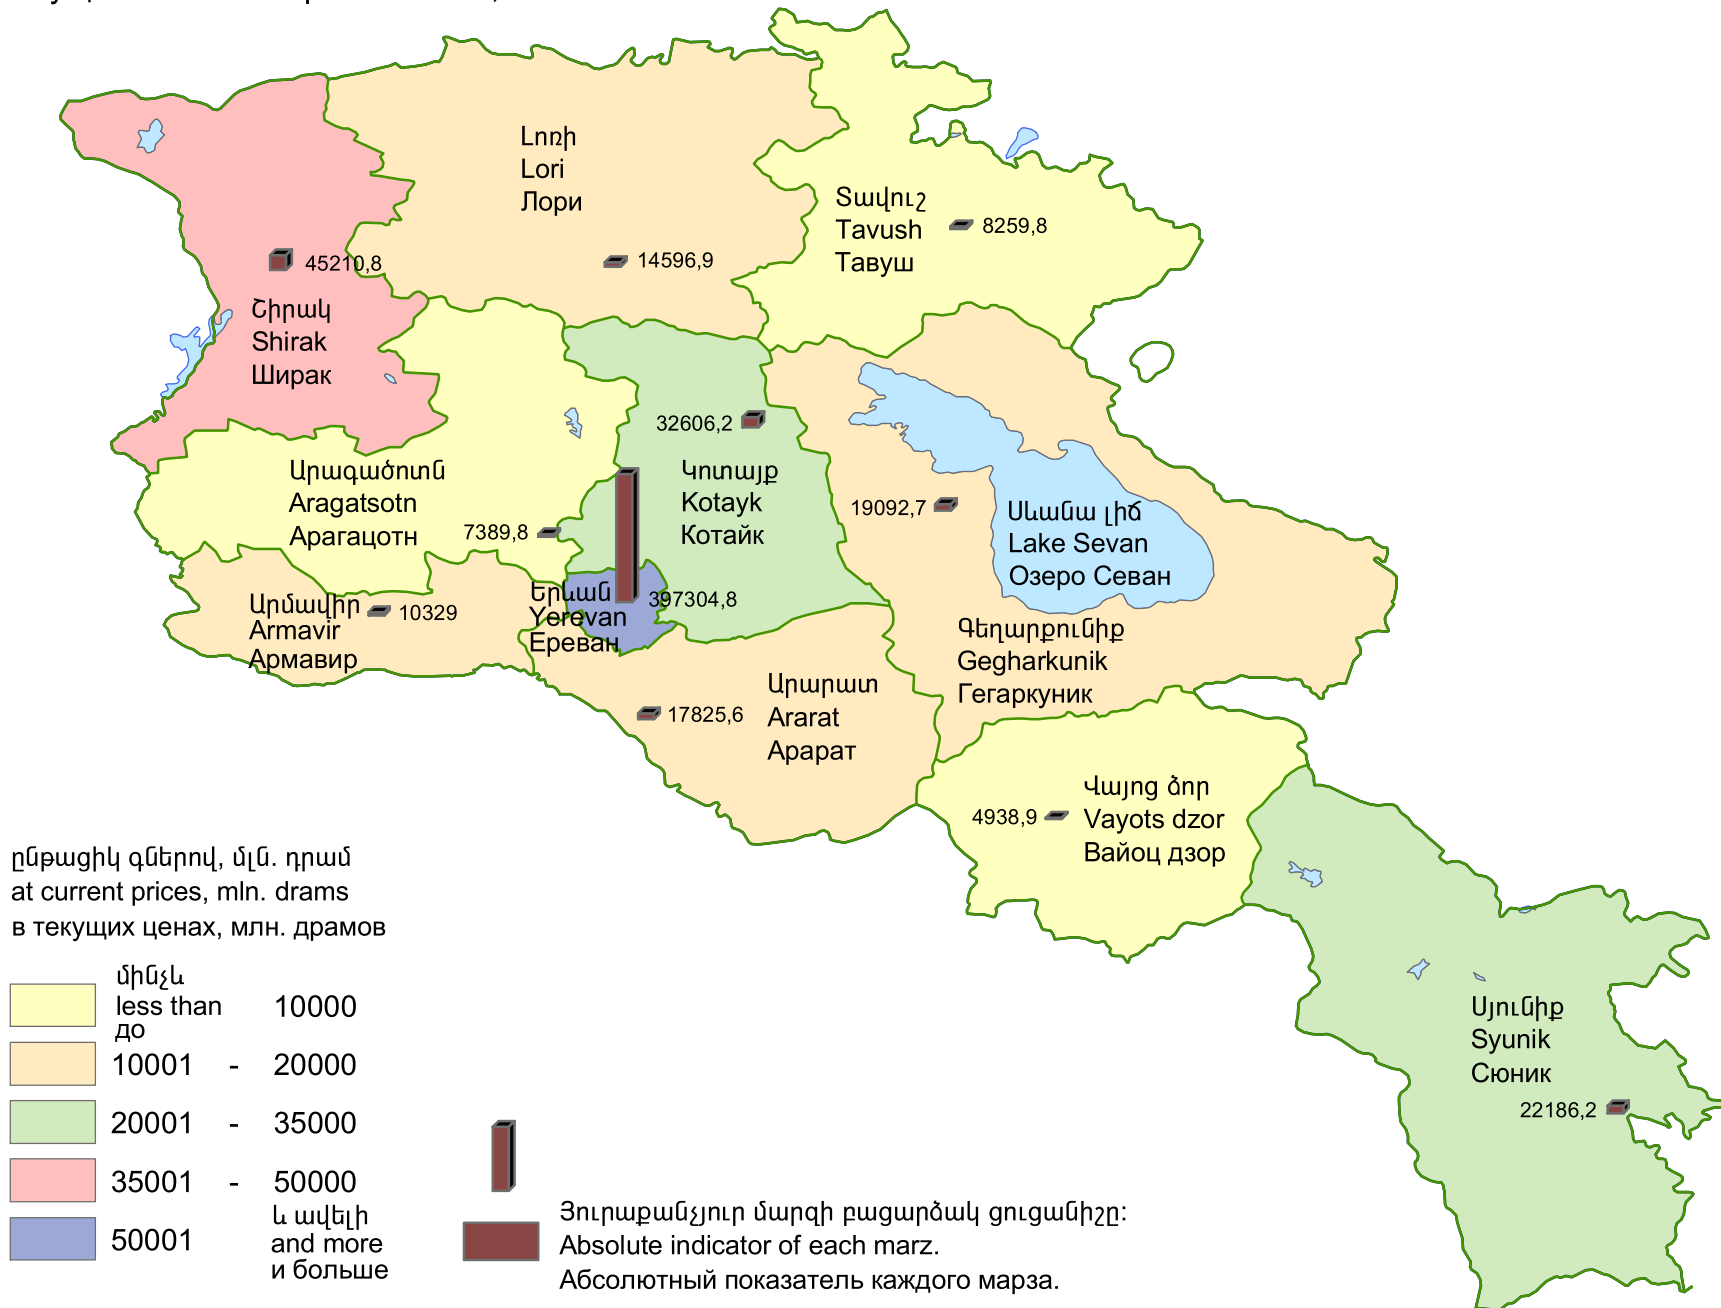 Լոռի
Lori
Лори
14596,9
Տավուշ
Tavush
Тавуш
8259,8
45210,8
Շիրակ
Shirak
Ширак
32606,2
Կոտայք
Kotayk
Котайк
Արագածոտն
Aragatsotn
Арагацотн
7389,8
19092,7
Սևանա լիճ
Lake Sevan
Озеро Севан
Արմավիր
Armavir
Армавир
10329
Երևան
Yerevan
Ереван
397304,8
Գեղարքունիք
Gegharkunik
Гегаркуник
Արարատ
Ararat
Арарат
17825,6
Վայոց ձոր
Vayots dzor
Вайоц дзор
4938,9
Սյունիք
Syunik
Сюник
22186,2
ընթացիկ գներով, մլն. դրամ
at current prices, mln. drams
в текущих ценах, млн. драмов
մինչև
less than 10000
до
10001 - 20000
20001 - 35000
35001 - 50000
և ավելի
50001 and more
и больше
Յուրաքանչյուր մարզի բացարձակ ցուցանիշը:
Absolute indicator of each marz.
Абсолютный показатель каждого марза.